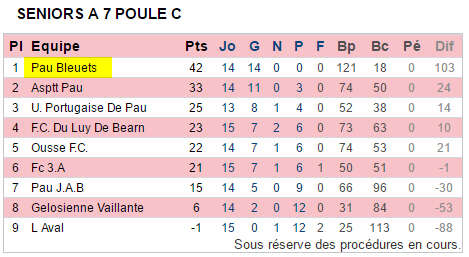 SENIORS A 7 POULE C
Pl Equipe Pts Jo G N P F Bp Bc Pé Dif
1 Pau Bleuets 42 14 14 0 0 0 121 18 0 103
2 Asptt Pau 33 14 11 0 3 0 74 50 0 24
3 U. Portugaise De Pau 25 13 8 1 4 0 52 38 0 14
4 F.C. Du Luy De Bearn 23 15 7 2 6 0 73 63 0 10
5 Ousse F.C. 22 14 7 1 6 0 74 53 0 21
6 Fc 3.A 21 15 7 1 6 1 50 51 0 -1
7 Pau J.A.B 15 14 5 0 9 0 66 96 0 -30
8 Gelosienne Vaillante 6 14 2 0 12 0 31 84 0 -53
9 L Aval -1 15 0 1 12 2 25 113 0 -88
Sous réserve des procédures en cours.